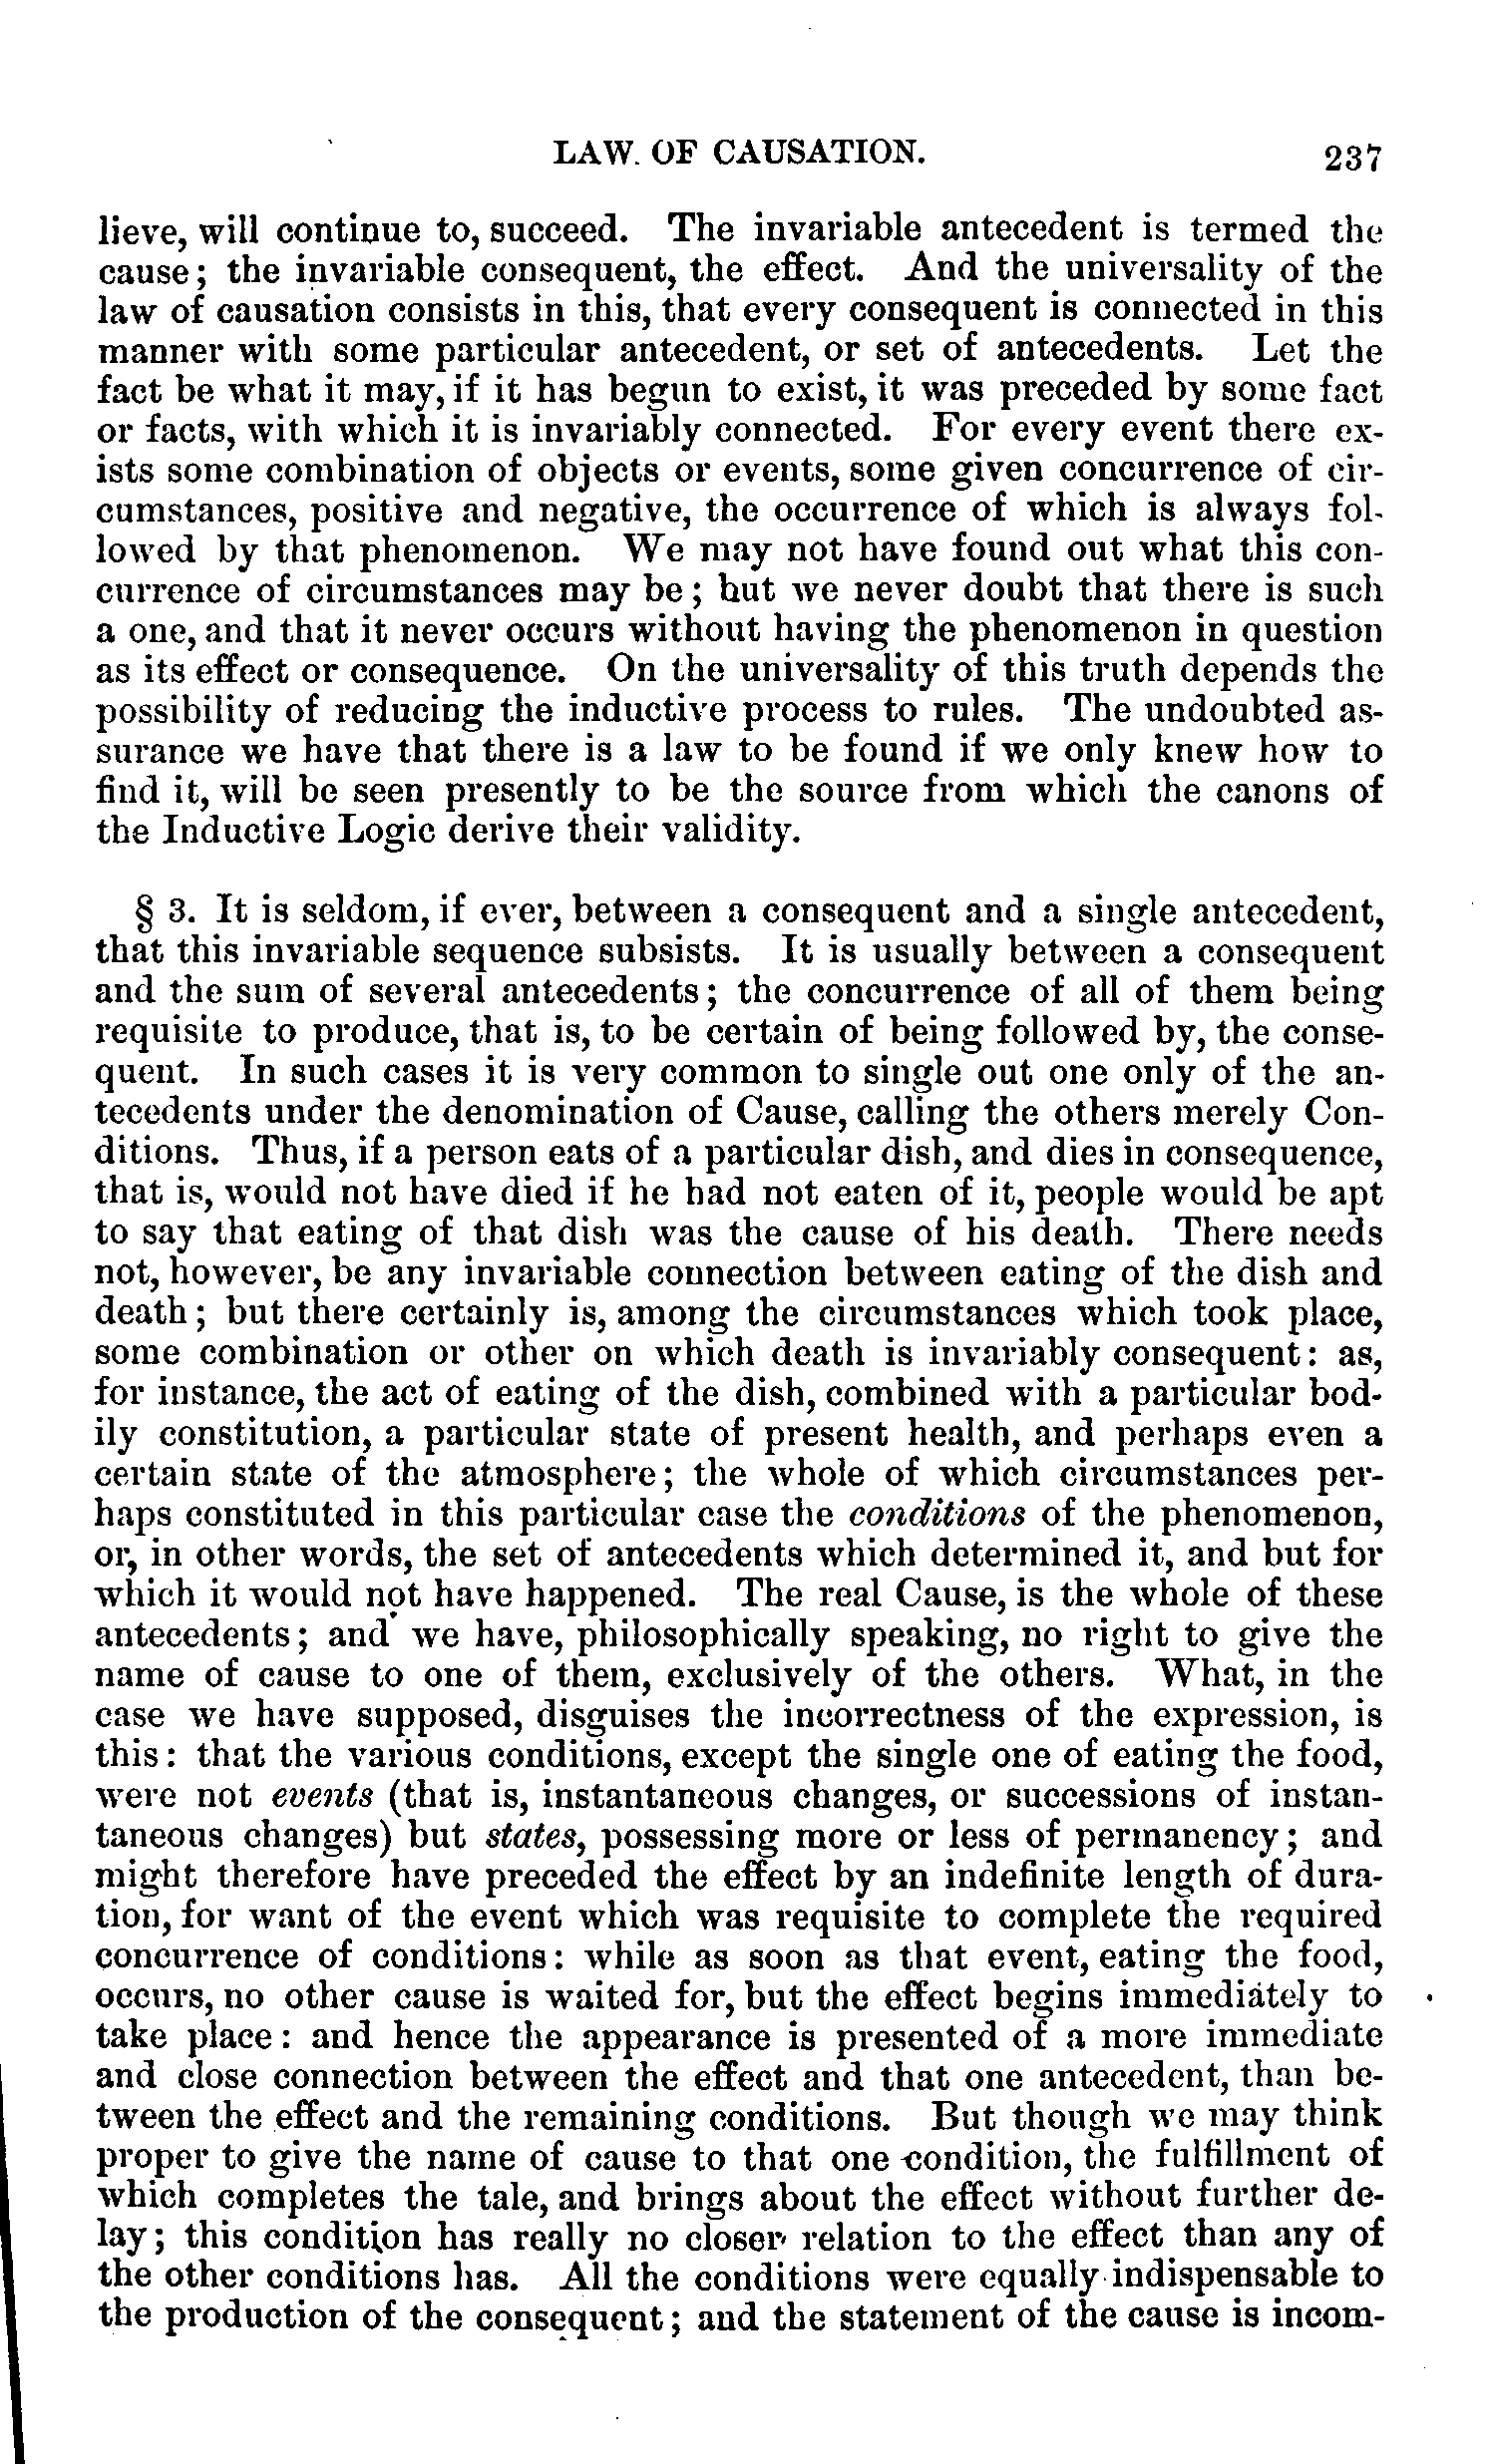 LAW. OF CAUSATION. 237
lieve, will continue to, succeed. The invariable antecedent is termed the
cause; the invariable consequent, the effect. And the universality of the
law of causation consists in this, that every consequent is connected in this
manner with some particular antecedent, or set of antecedents. Let the
fact be what it may, if it has begun to exist, it was preceded by some fact
or facts, with which it is invariably connected. For every event there ex-
ists some combination of objects or events, some given concurrence of cir-
cumstances, positive and negative, the occurrence of which is always fol-
lowed by that phenomenon. We may not have found out what this con-
currence of circumstances may be; but we never doubt that there is such
a one, and that it never occurs without having the phenomenon in question
as its effect or consequence. On the universality of this truth depends the
possibility of reducing the inductive process to rules. The undoubted as-
surance we have that there is a law to be found if we only knew how to
find it, will be seen presently to be the source from which the canons of
the Inductive Logic derive their validity.
§ 3. It is seldom, if ever, between a consequent and a single antecedent,
that this invariable sequence subsists. It is usually between a consequent
and the sum of several antecedents; the concurrence of all of them being
requisite to produce, that is, to be certain of being followed by, the conse-
quent. In such cases it is very common to single out one only of the an-
tecedents under the denomination of Cause, calling the others merely Con-
ditions. Thus, if a person eats of a particular dish, and dies in consequence,
that is, would not have died if he had not eaten of it, people would be apt
to say that eating of that dish was the cause of his death. There needs
not, however, be any invariable connection between eating of the dish and
death; but there certainly is, among the circumstances which took place,
some combination or other on which death is invariably consequent: as,
for instance, the act of eating of the dish, combined with a particular bod-
ily constitution, a particular state of present health, and perhaps even a
certain state of the atmosphere; the whole of which circumstances per-
haps constituted in this particular case the conditions of the phenomenon,
or, in other words, the set of antecedents which determined it, and but for
which it would not have happened. The real Cause, is the whole of these
antecedents; and we have, philosophically speaking, no right to give the
name of cause to one of them, exclusively of the others. What, in the
case we have supposed, disguises the incorrectness of the expression, is
this: that the various conditions, except the single one of eating the food,
were not events (that is, instantaneous changes, or successions of instan-
taneous changes) but states, possessing more or less of permanency; and
might therefore have preceded the effect by an indefinite length of dura-
tion, for want of the event which was requisite to complete the required
concurrence of conditions: while as soon as that event, eating the food,
occurs, no other cause is waited for, but the effect begins immediately to
take place: and hence the appearance is presented of a more immediate
and close connection between the effect and that one antecedent, than be-
tween the effect and the remaining conditions. But though we may think
proper to give the name of cause to that one condition, the fulfillment of
which completes the tale, and brings about the effect without further de-
lay; this condition has really no closer relation to the effect than any of
the other conditions has. All the conditions were equally indispensable to
the production of the consequent; and the statement of the cause is incom-